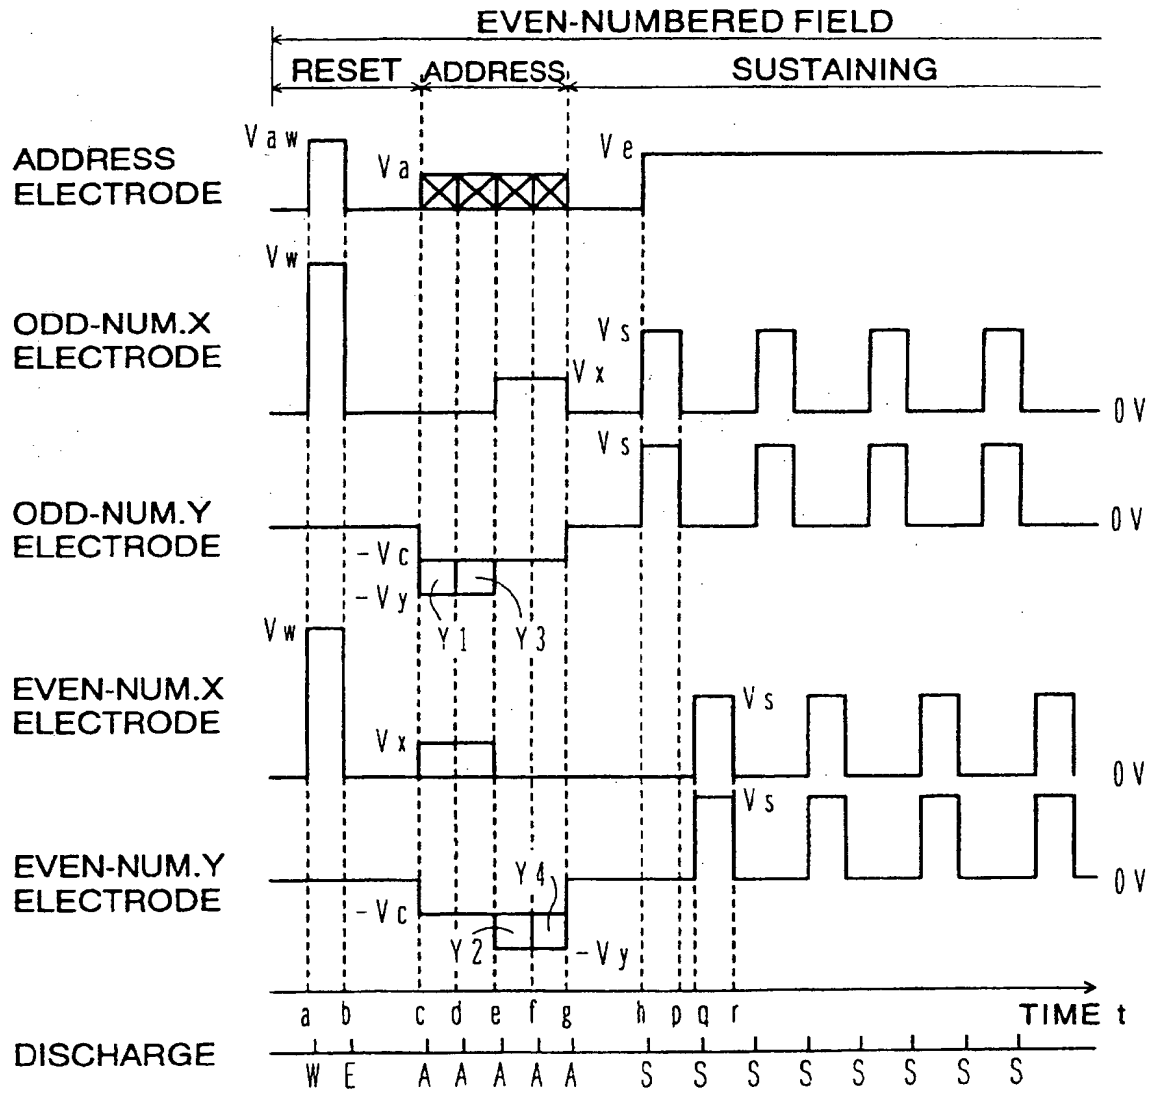 EVEN-NUMBERED FIELD
RESET ADDRESS SUSTAINING
Vaw
Va
Ve
ADDRESS
ELECTRODE
Vw
ODD-NUM.X
ELECTRODE
Vs
Vx
0V
Vs
ODD-NUM.Y
ELECTRODE
0V
-Vc
-Vy
Y1 Y3
Vw
EVEN-NUM.X
ELECTRODE
Vs
Vx
0V
Vs
EVEN-NUM.Y
ELECTRODE
Y4
0V
-Vc
Y2
-Vy
a b c d e f g h p q r TIME t
DISCHARGE
W E A A A A A S S S S S S S S